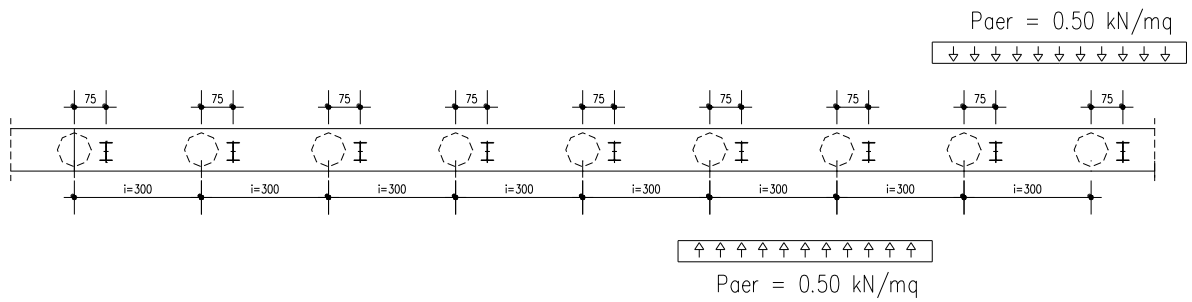 Paer = 0.50 kN/mq
75 75 75 75 75 75 75 75 75
i=300 i=300 i=300 i=300 i=300 i=300 i=300 i=300
Paer = 0.50 kN/mq